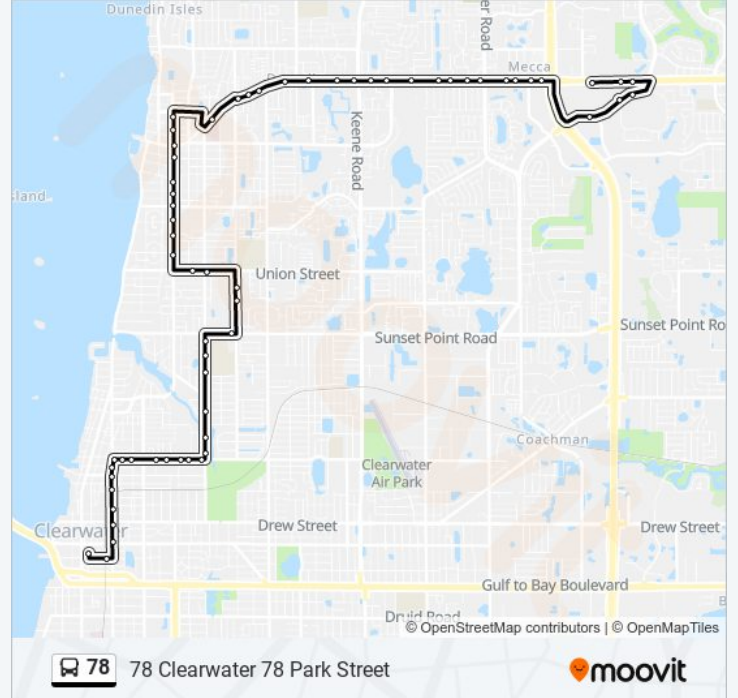 Dunedin Isles
er Road
Mecca
Keene Road
sland
Union Street
Sunset Point Road
Sunset Point Ro
Coachman
Clearwater
Air Park
Drew Street
Drew Street
Clearwater
Gulf to Bay Boulevard
B
Druid Road
© OpenStreetMap contributors | © OpenMapTiles
78
78 Clearwater 78 Park Street
moovit